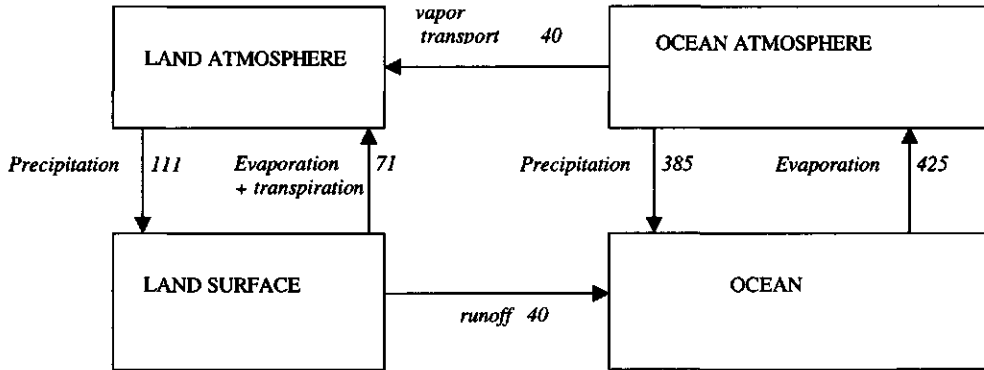 vapor
transport 40
LAND ATMOSPHERE
OCEAN ATMOSPHERE
Precipitation 111
Evaporation 71
+ transpiration
Precipitation 385
Evaporation 425
LAND SURFACE
OCEAN
runoff 40